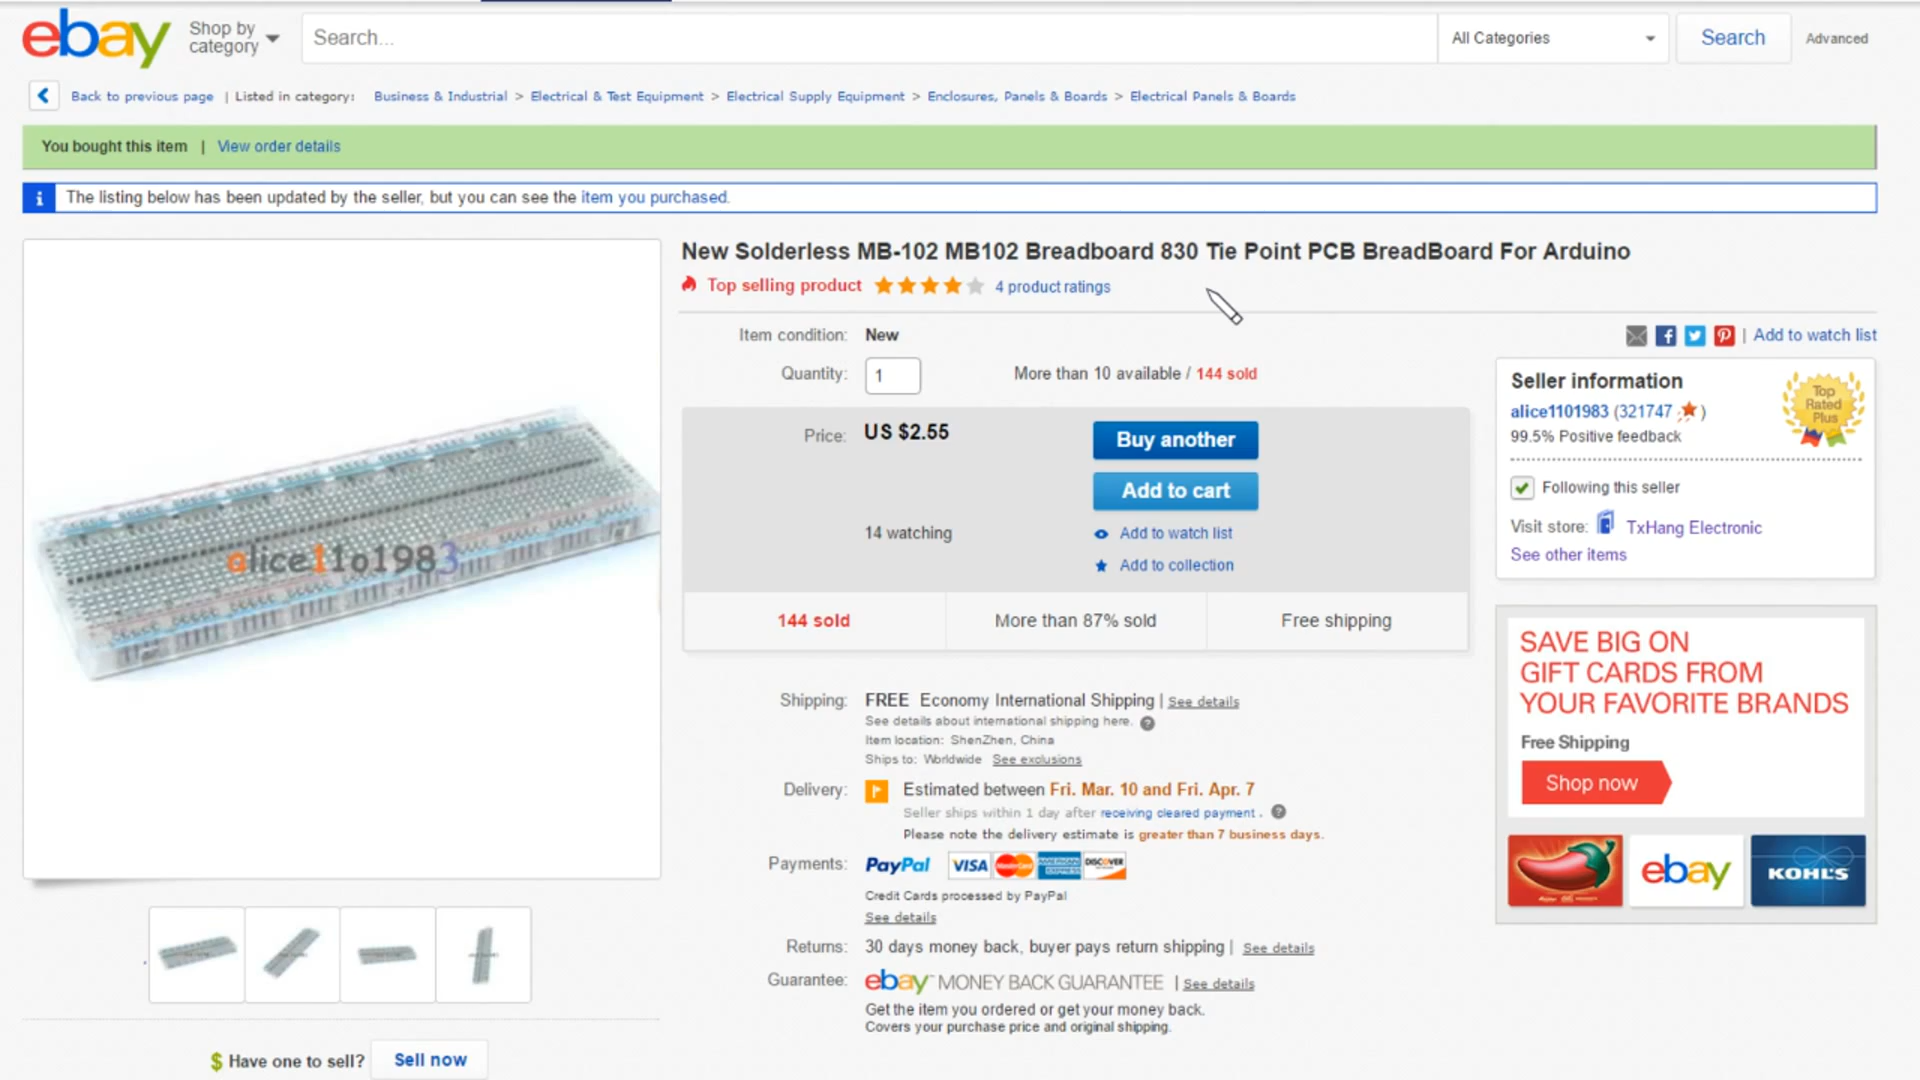 ebay
Shop by
category
Search...
All Categories
Search
Advanced
Back to previous page | Listed in category: Business & Industrial > Electrical & Test Equipment > Electrical Supply Equipment > Enclosures, Panels & Boards > Electrical Panels & Boards
You bought this item | View order details
The listing below has been updated by the seller, but you can see the item you purchased.
alice11o1983
New Solderless MB-102 MB102 Breadboard 830 Tie Point PCB BreadBoard For Arduino
Top selling product 4 product ratings
Item condition: New
Quantity: 1 More than 10 available / 144 sold
Price: US $2.55
Buy another
Add to cart
14 watching
Add to watch list
Add to collection
144 sold
More than 87% sold
Free shipping
Shipping: FREE Economy International Shipping | See details
See details about international shipping here.
Item location: ShenZhen, China
Ships to: Worldwide See exclusions
Delivery: Estimated between Fri. Mar. 10 and Fri. Apr. 7
Seller ships within 1 day after receiving cleared payment.
Please note the delivery estimate is greater than 7 business days.
Payments: PayPal VISA MasterCard AMERICAN EXPRESS DISCOVER
Credit Cards processed by PayPal
See details
Returns: 30 days money back, buyer pays return shipping | See details
Guarantee: ebay MONEY BACK GUARANTEE | See details
Get the item you ordered or get your money back.
Covers your purchase price and original shipping.
| Add to watch list
Seller information
alice1101983 (321747 )
99.5% Positive feedback
Top
Rated
Plus
Following this seller
Visit store: TxHang Electronic
See other items
SAVE BIG ON
GIFT CARDS FROM
YOUR FAVORITE BRANDS
Free Shipping
Shop now
ebay
KOHL'S
$ Have one to sell? Sell now